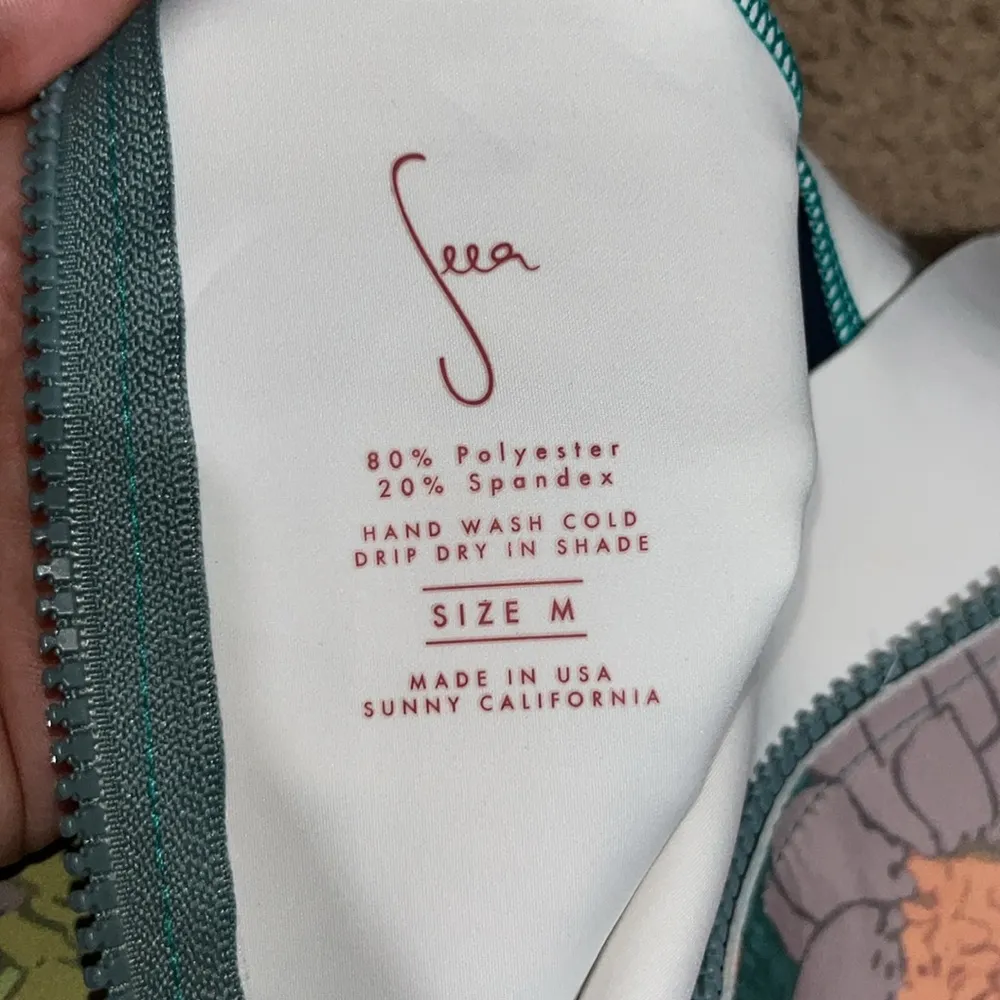 Seea
80% Polyester
20% Spandex
HAND WASH COLD
DRIP DRY IN SHADE
SIZE M
MADE IN USA
SUNNY CALIFORNIA